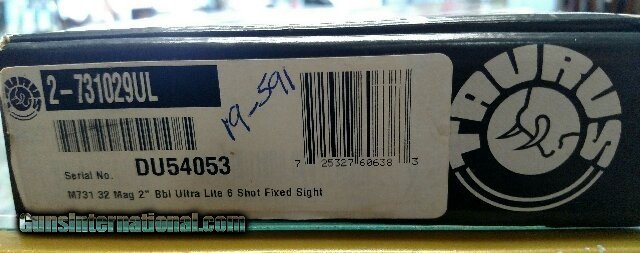 2-731029UL
19-591
Serial No. DU54053
7 25327 60638 3
M731 32 Mag 2" Bbl Ultra Lite 6 Shot Fixed Sight
TAURUS
GunsInternational.com